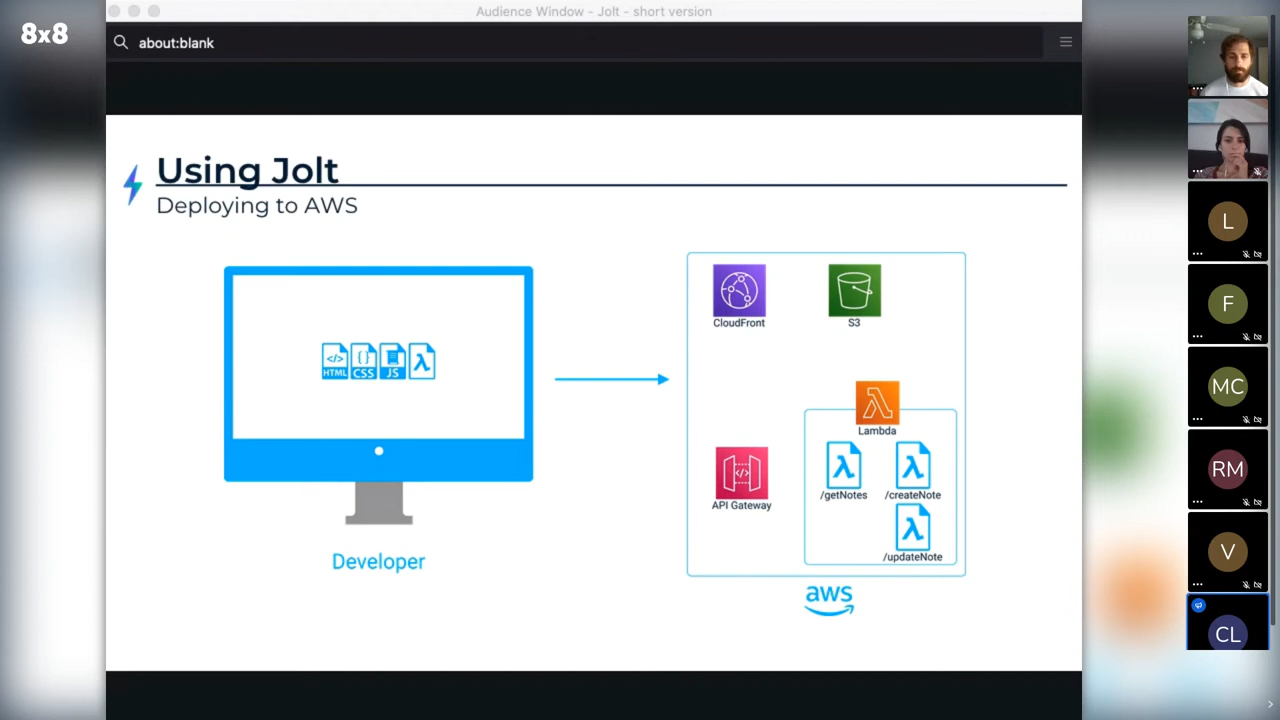 8x8
Audience Window - Jolt - short version
about:blank
Using Jolt
Deploying to AWS
</>
HTML
{ }
CSS
JS
λ
Developer
CloudFront
S3
Lambda
API Gateway
</>
λ
/getNotes
λ
/createNote
λ
/updateNote
aws
L
F
MC
RM
V
CL